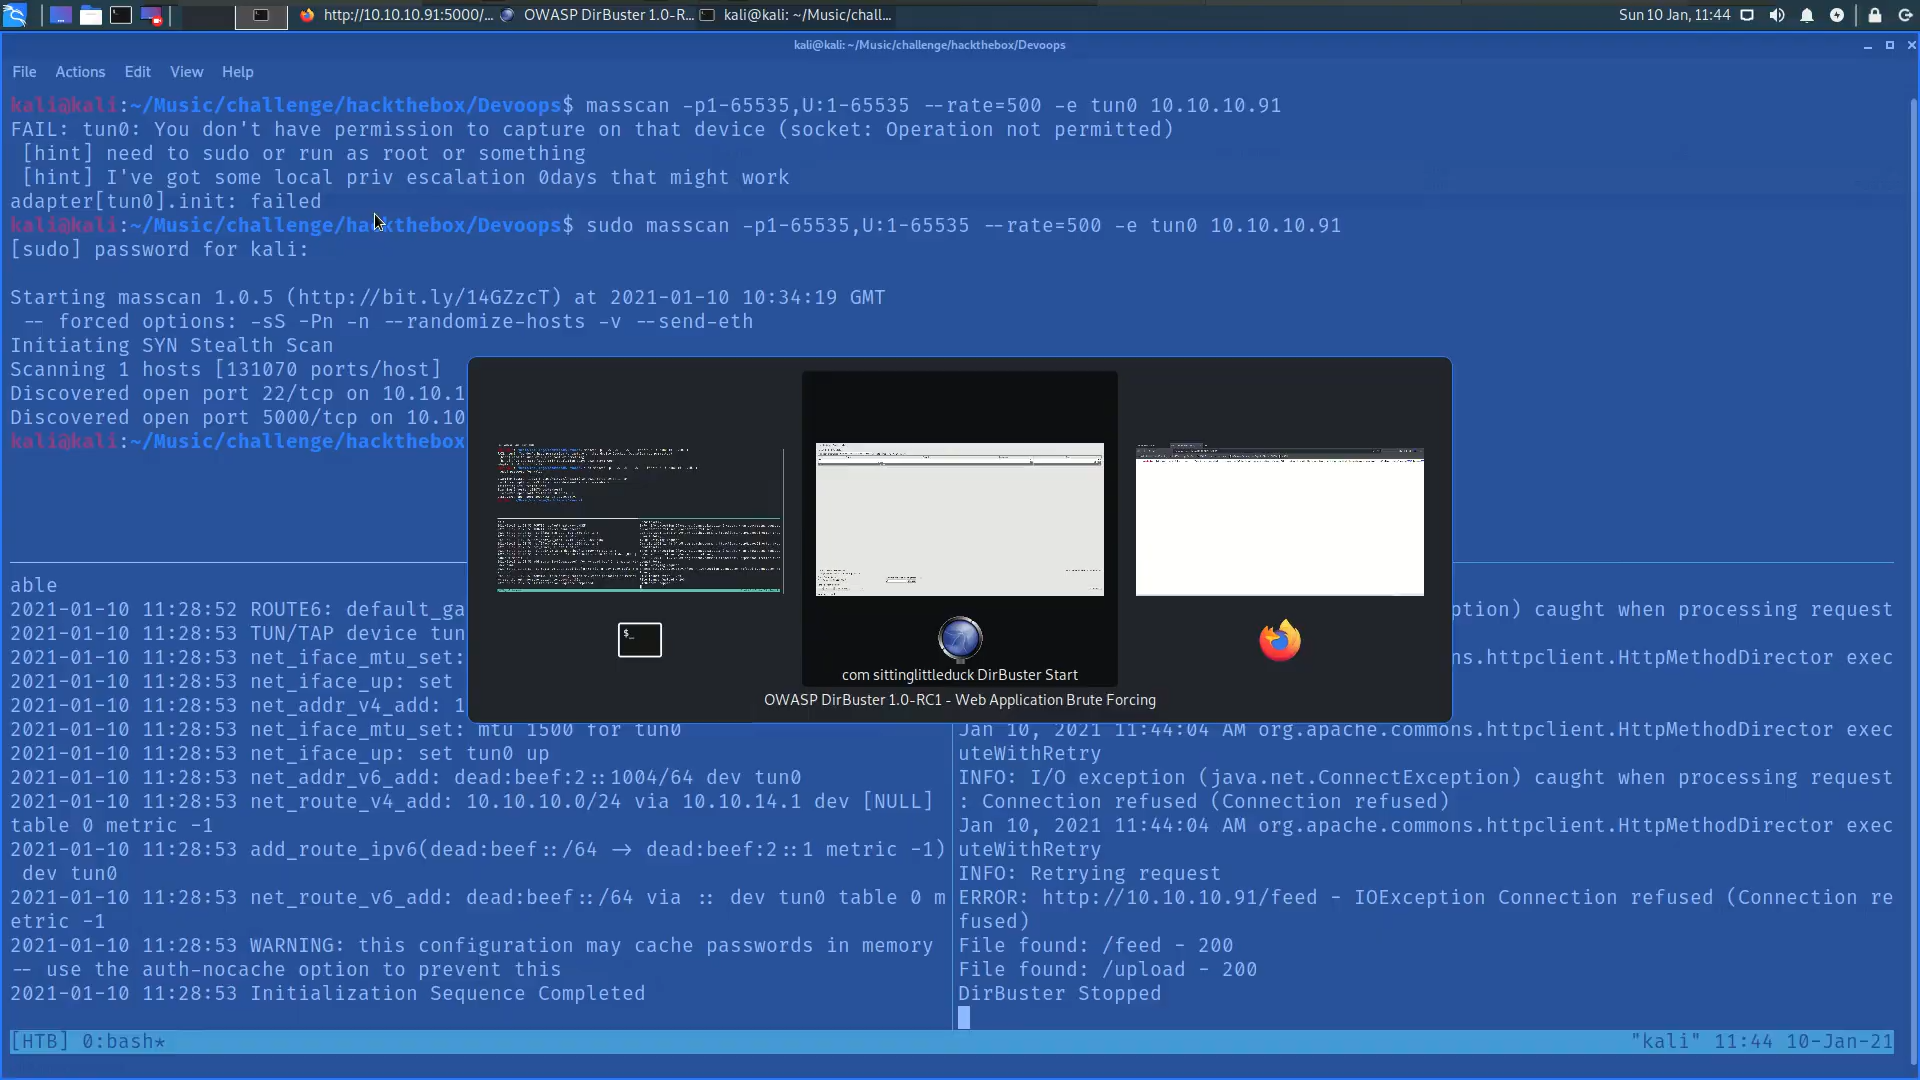 http://10.10.10.91:5000/... OWASP DirBuster 1.0-R... kali@kali: ~/Music/chall... Sun 10 Jan, 11:44
kali@kali: ~/Music/challenge/hackthebox/Devoops
File Actions Edit View Help
kali@kali:~/Music/challenge/hackthebox/Devoops$ masscan -p1-65535,U:1-65535 --rate=500 -e tun0 10.10.10.91
FAIL: tun0: You don't have permission to capture on that device (socket: Operation not permitted)
[hint] need to sudo or run as root or something
[hint] I've got some local priv escalation 0days that might work
adapter[tun0].init: failed
kali@kali:~/Music/challenge/hackthebox/Devoops$ sudo masscan -p1-65535,U:1-65535 --rate=500 -e tun0 10.10.10.91
[sudo] password for kali:
Starting masscan 1.0.5 (http://bit.ly/14GZzcT) at 2021-01-10 10:34:19 GMT
-- forced options: -sS -Pn -n --randomize-hosts -v --send-eth
Initiating SYN Stealth Scan
Scanning 1 hosts [131070 ports/host]
Discovered open port 22/tcp on 10.10.1
Discovered open port 5000/tcp on 10.10
kali@kali:~/Music/challenge/hackthebox
com sittinglittleduck DirBuster Start
OWASP DirBuster 1.0-RC1 - Web Application Brute Forcing
able
2021-01-10 11:28:52 ROUTE6: default_ga
2021-01-10 11:28:53 TUN/TAP device tun
2021-01-10 11:28:53 net_iface_mtu_set:
2021-01-10 11:28:53 net_iface_up: set
2021-01-10 11:28:53 net_addr_v4_add: 1
2021-01-10 11:28:53 net_iface_mtu_set: mtu 1500 for tun0
2021-01-10 11:28:53 net_iface_up: set tun0 up
2021-01-10 11:28:53 net_addr_v6_add: dead:beef:2::1004/64 dev tun0
2021-01-10 11:28:53 net_route_v4_add: 10.10.10.0/24 via 10.10.14.1 dev [NULL]
table 0 metric -1
2021-01-10 11:28:53 add_route_ipv6(dead:beef::/64 -> dead:beef:2::1 metric -1)
dev tun0
2021-01-10 11:28:53 net_route_v6_add: dead:beef::/64 via :: dev tun0 table 0 m
etric -1
2021-01-10 11:28:53 WARNING: this configuration may cache passwords in memory
-- use the auth-nocache option to prevent this
2021-01-10 11:28:53 Initialization Sequence Completed
ption) caught when processing request
ns.httpclient.HttpMethodDirector exec
ption) caught when processing request
Jan 10, 2021 11:44:04 AM org.apache.commons.httpclient.HttpMethodDirector exec
uteWithRetry
INFO: I/O exception (java.net.ConnectException) caught when processing request
: Connection refused (Connection refused)
Jan 10, 2021 11:44:04 AM org.apache.commons.httpclient.HttpMethodDirector exec
uteWithRetry
INFO: Retrying request
ERROR: http://10.10.10.91/feed - IOException Connection refused (Connection re
fused)
File found: /feed - 200
File found: /upload - 200
DirBuster Stopped
[HTB] 0:bash* "kali" 11:44 10-Jan-21